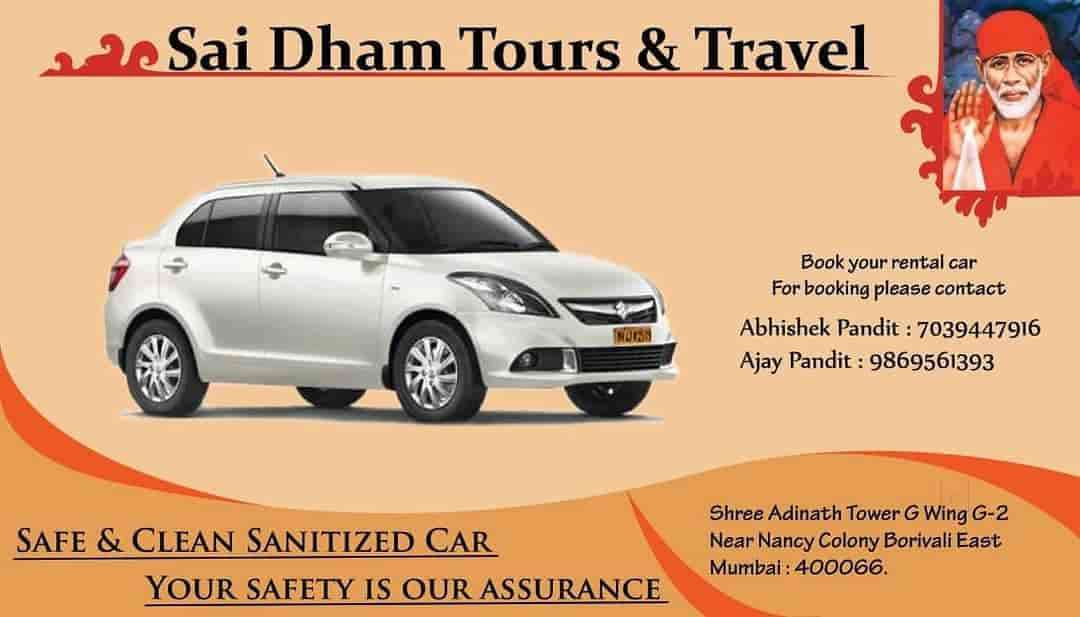 Sai Dham Tours & Travel
Book your rental car
For booking please contact
Abhishek Pandit : 7039447916
Ajay Pandit : 9869561393
Shree Adinath Tower G Wing G-2
Near Nancy Colony Borivali East
Mumbai : 400066.
SAFE & CLEAN SANITIZED CAR
YOUR SAFETY IS OUR ASSURANCE